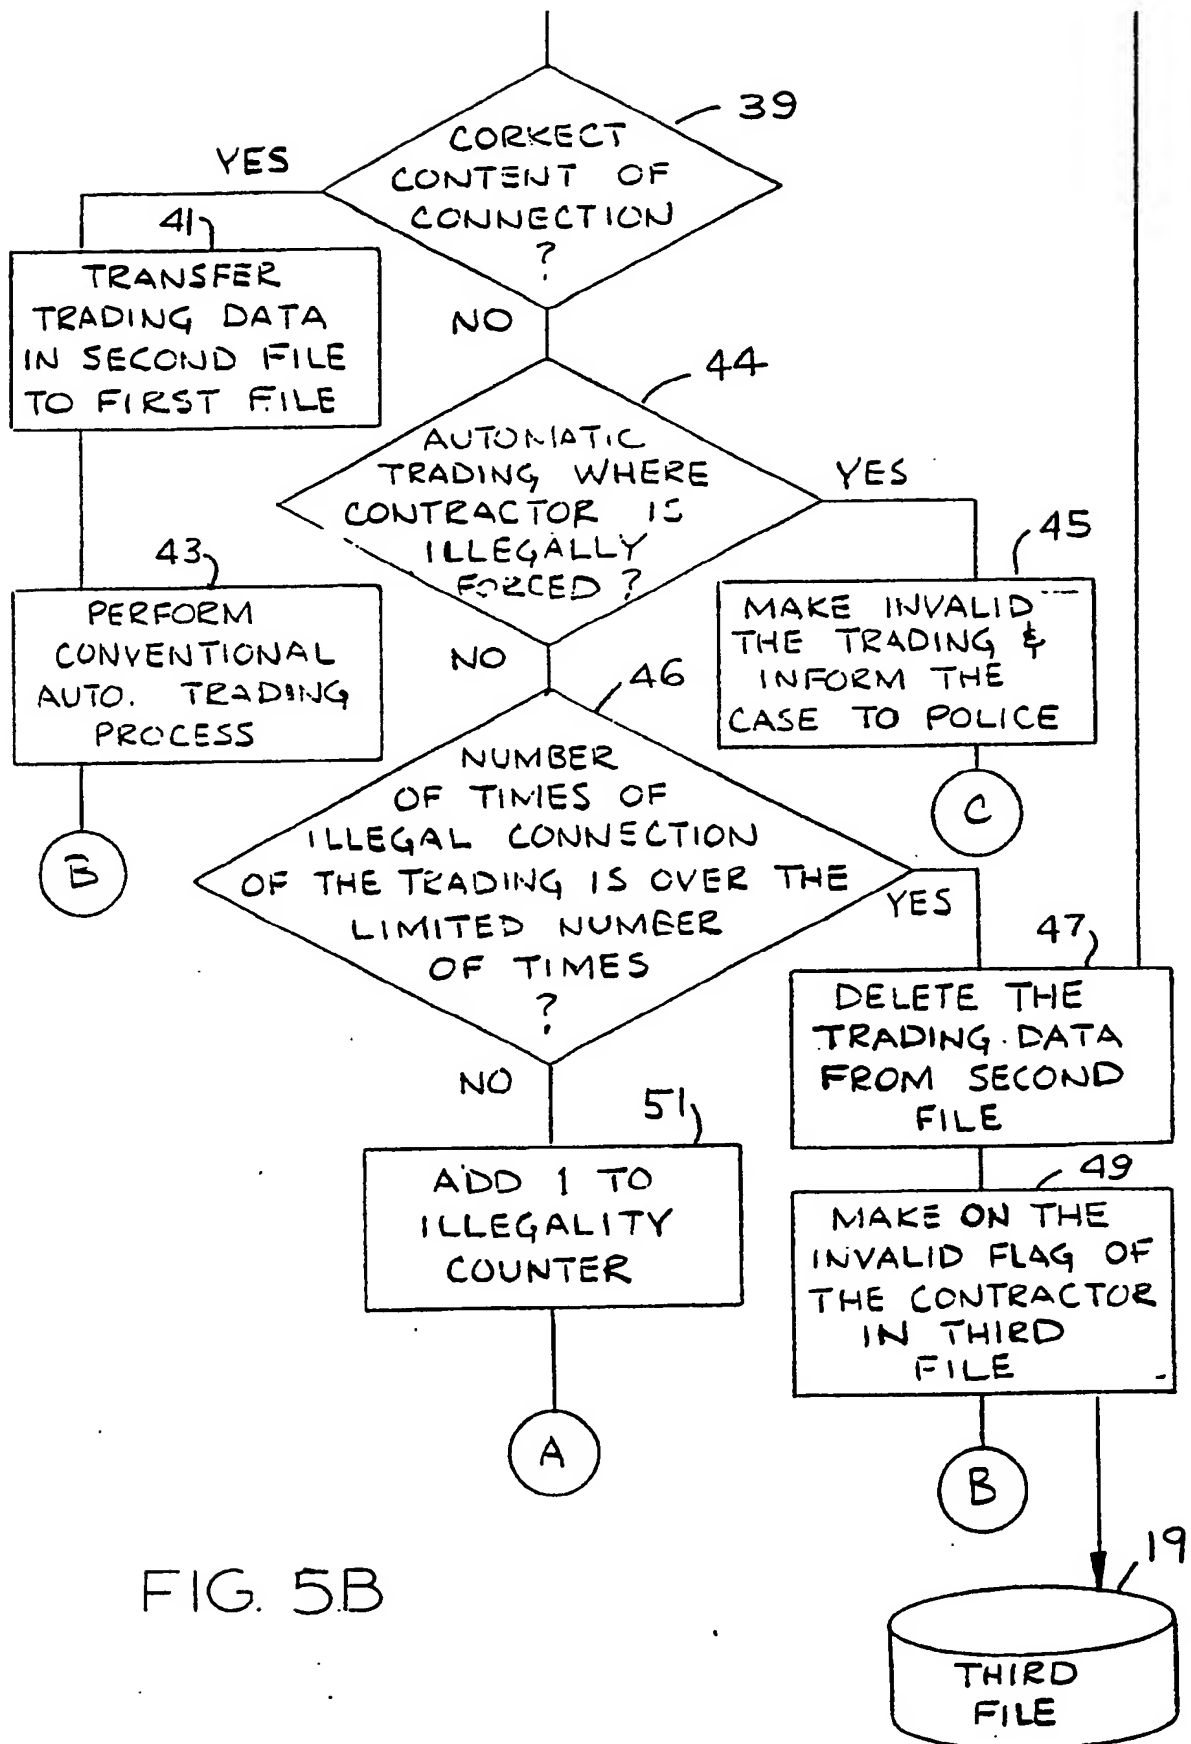 39
CORRECT
CONTENT OF
CONNECTION
?
YES
NO
41
TRANSFER
TRADING DATA
IN SECOND FILE
TO FIRST FILE
44
AUTOMATIC
TRADING WHERE
CONTRACTOR IS
ILLEGALLY
FORCED ?
YES
NO
43
PERFORM
CONVENTIONAL
AUTO. TRADING
PROCESS
B
45
MAKE INVALID
THE TRADING &
INFORM THE
CASE TO POLICE
C
46
NUMBER
OF TIMES OF
ILLEGAL CONNECTION
OF THE TRADING IS OVER THE
LIMITED NUMBER
OF TIMES
?
YES
NO
47
DELETE THE
TRADING DATA
FROM SECOND
FILE
51
ADD 1 TO
ILLEGALITY
COUNTER
A
49
MAKE ON THE
INVALID FLAG OF
THE CONTRACTOR
IN THIRD
FILE
B
19
THIRD
FILE
FIG. 5B